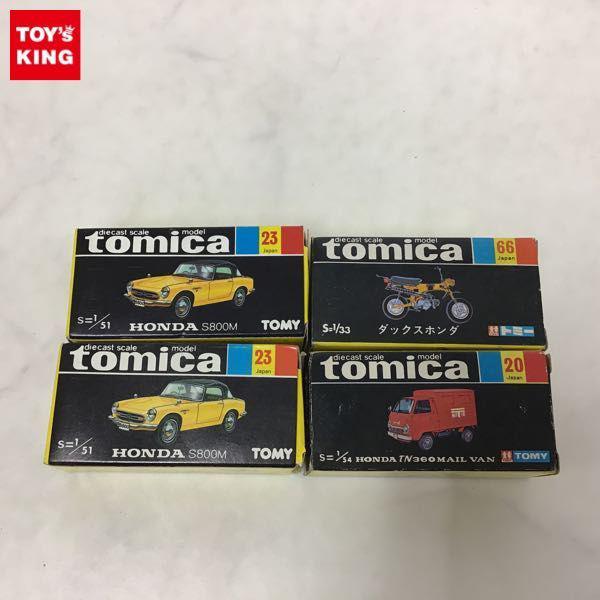 TOY'S
KING
diecast scale model
tomica
23
Japan
S=1/51
HONDA S800M
TOMY
diecast scale model
tomica
66
Japan
S=1/33
ダックスホンダ
トミー
diecast scale model
tomica
23
Japan
S=1/51
HONDA S800M
TOMY
diecast scale model
tomica
20
Japan
S=1/54 HONDA TN360 MAIL VAN
TOMY